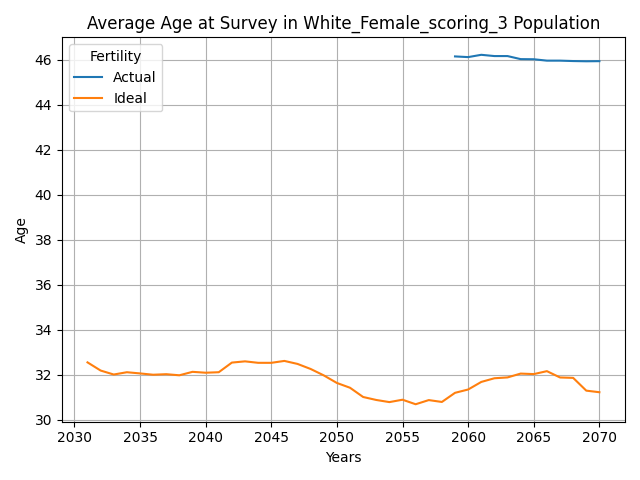 Average Age at Survey in White_Female_scoring_3 Population
Fertility
Actual
Ideal
46
44
42
40
38
36
34
32
30
Age
2030 2035 2040 2045 2050 2055 2060 2065 2070
Years